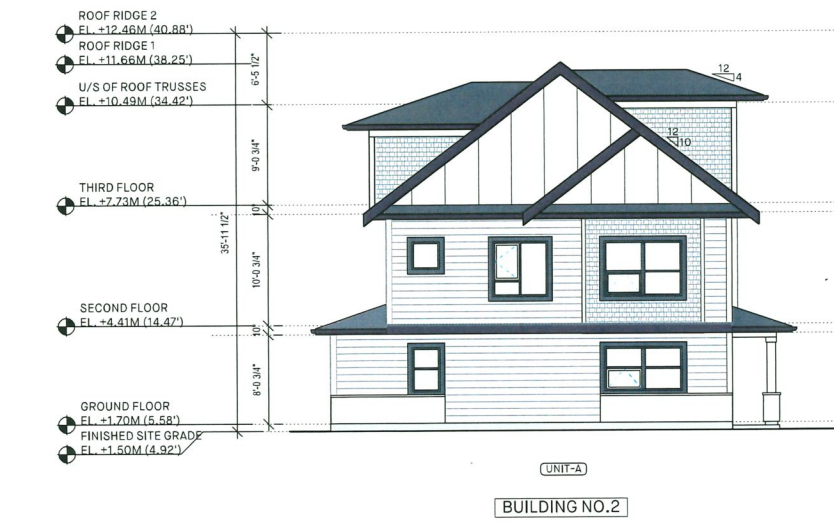 ROOF RIDGE 2
EL. +12.46M (40.88')
ROOF RIDGE 1
EL. +11.66M (38.25')
U/S OF ROOF TRUSSES
EL. +10.49M (34.42')
THIRD FLOOR
EL. +7.73M (25.36')
SECOND FLOOR
EL. +4.41M (14.47')
GROUND FLOOR
EL. +1.70M (5.58')
FINISHED SITE GRADE
EL. +1.50M (4.92')
35'-11 1/2"
6'-5 1/2"
9'-0 3/4"
10"
10'-0 3/4"
10"
8'-0 3/4"
12
4
12
10
UNIT-A
BUILDING NO.2